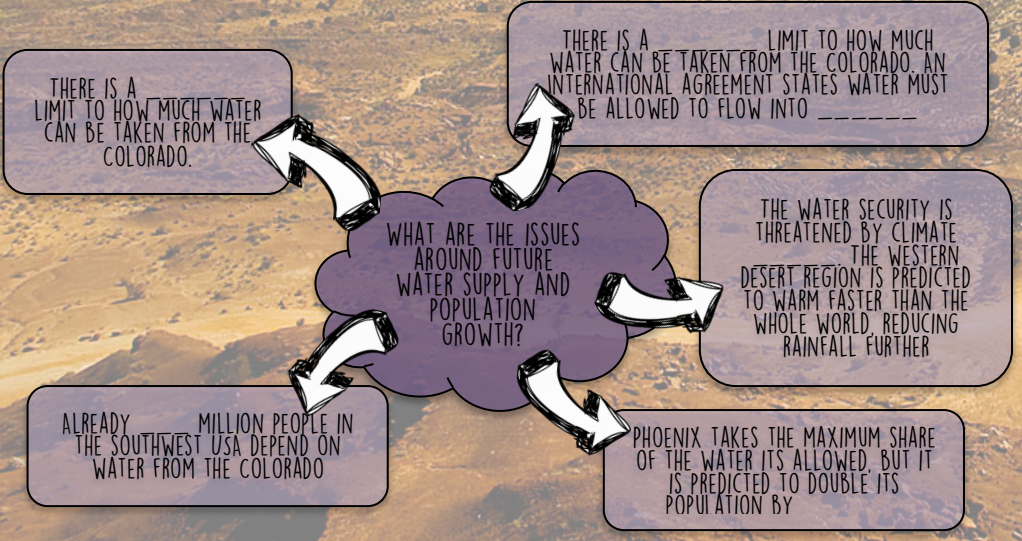 THERE IS A _______
LIMIT TO HOW MUCH WATER
CAN BE TAKEN FROM THE
COLORADO.
THERE IS A _______ LIMIT TO HOW MUCH
WATER CAN BE TAKEN FROM THE COLORADO. AN
INTERNATIONAL AGREEMENT STATES WATER MUST
BE ALLOWED TO FLOW INTO ______
WHAT ARE THE ISSUES
AROUND FUTURE
WATER SUPPLY AND
POPULATION
GROWTH?
THE WATER SECURITY IS
THREATENED BY CLIMATE
______ THE WESTERN
DESERT REGION IS PREDICTED
TO WARM FASTER THAN THE
WHOLE WORLD, REDUCING
RAINFALL FURTHER
ALREADY ____ MILLION PEOPLE IN
THE SOUTHWEST USA DEPEND ON
WATER FROM THE COLORADO
PHOENIX TAKES THE MAXIMUM SHARE
OF THE WATER ITS ALLOWED, BUT IT
IS PREDICTED TO DOUBLE ITS
POPULATION BY